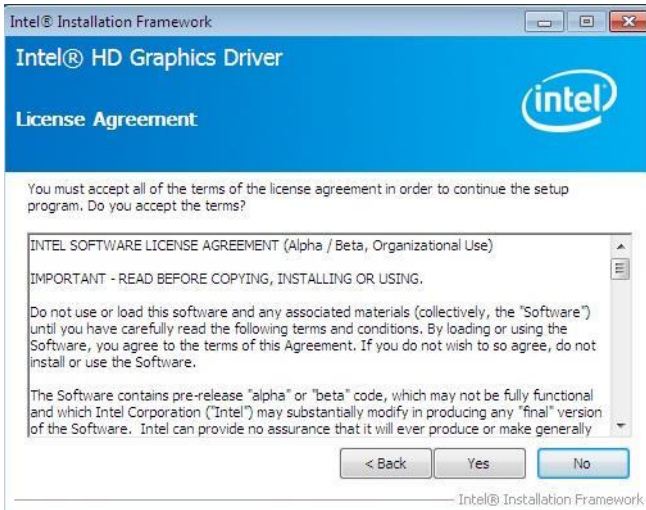 Intel® Installation Framework
Intel® HD Graphics Driver
License Agreement
intel
You must accept all of the terms of the license agreement in order to continue the setup
program. Do you accept the terms?
INTEL SOFTWARE LICENSE AGREEMENT (Alpha / Beta, Organizational Use)
IMPORTANT - READ BEFORE COPYING, INSTALLING OR USING.
Do not use or load this software and any associated materials (collectively, the "Software")
until you have carefully read the following terms and conditions. By loading or using the
Software, you agree to the terms of this Agreement. If you do not wish to so agree, do not
install or use the Software.
The Software contains pre-release "alpha" or "beta" code, which may not be fully functional
and which Intel Corporation ("Intel") may substantially modify in producing any "final" version
of the Software.  Intel can provide no assurance that it will ever produce or make generally
< Back
Yes
No
Intel® Installation Framework